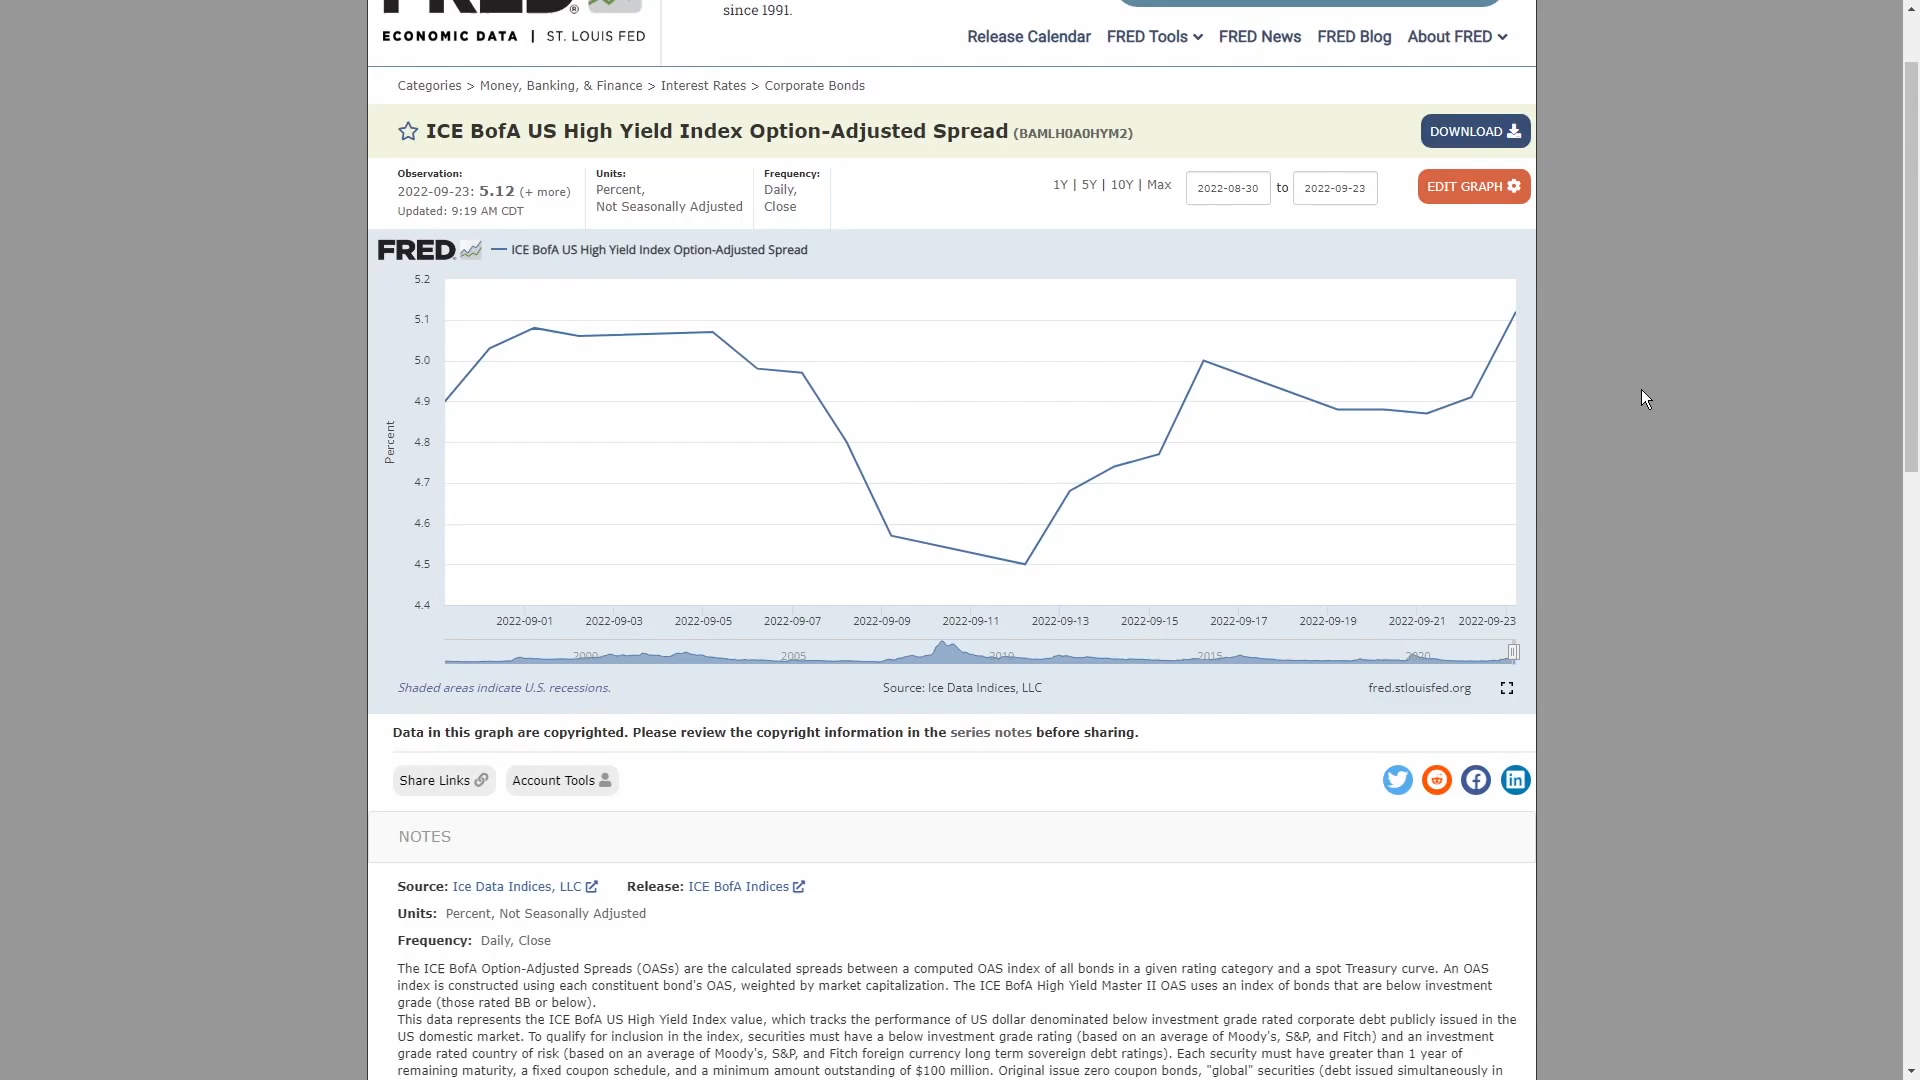 since 1991.
FRED®
ECONOMIC DATA | ST. LOUIS FED
Release Calendar FRED Tools FRED News FRED Blog About FRED
Categories > Money, Banking, & Finance > Interest Rates > Corporate Bonds
ICE BofA US High Yield Index Option-Adjusted Spread (BAMLH0A0HYM2)
DOWNLOAD
Observation:
2022-09-23: 5.12 (+ more)
Updated: 9:19 AM CDT
Units:
Percent,
Not Seasonally Adjusted
Frequency:
Daily,
Close
1Y | 5Y | 10Y | Max
2022-08-30 to 2022-09-23
EDIT GRAPH
FRED
ICE BofA US High Yield Index Option-Adjusted Spread
5.2
5.1
5.0
4.9
4.8
4.7
4.6
4.5
4.4
Percent
2022-09-01 2022-09-03 2022-09-05 2022-09-07 2022-09-09 2022-09-11 2022-09-13 2022-09-15 2022-09-17 2022-09-19 2022-09-21 2022-09-23
2000 2005 2010 2015 2020
Shaded areas indicate U.S. recessions. Source: Ice Data Indices, LLC fred.stlouisfed.org
Data in this graph are copyrighted. Please review the copyright information in the series notes before sharing.
Share Links Account Tools
NOTES
Source: Ice Data Indices, LLC Release: ICE BofA Indices
Units: Percent, Not Seasonally Adjusted
Frequency: Daily, Close
The ICE BofA Option-Adjusted Spreads (OASs) are the calculated spreads between a computed OAS index of all bonds in a given rating category and a spot Treasury curve. An OAS
index is constructed using each constituent bond's OAS, weighted by market capitalization. The ICE BofA High Yield Master II OAS uses an index of bonds that are below investment
grade (those rated BB or below).
This data represents the ICE BofA US High Yield Index value, which tracks the performance of US dollar denominated below investment grade rated corporate debt publicly issued in the
US domestic market. To qualify for inclusion in the index, securities must have a below investment grade rating (based on an average of Moody's, S&P, and Fitch) and an investment
grade rated country of risk (based on an average of Moody's, S&P, and Fitch foreign currency long term sovereign debt ratings). Each security must have greater than 1 year of
remaining maturity, a fixed coupon schedule, and a minimum amount outstanding of $100 million. Original issue zero coupon bonds, "global" securities (debt issued simultaneously in